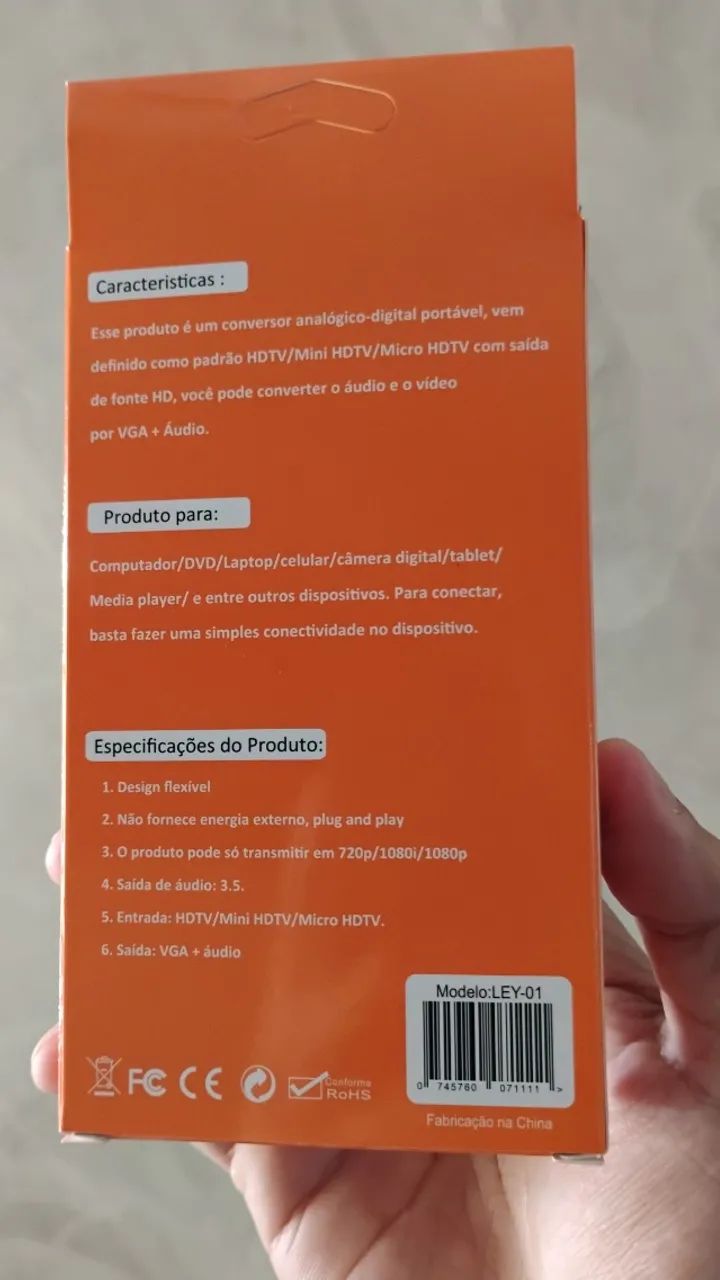 Caracteristicas :
Esse produto é um conversor analógico-digital portável, vem
definido como padrão HDTV/Mini HDTV/Micro HDTV com saída
de fonte HD, você pode converter o áudio e o vídeo
por VGA + Áudio.
Produto para:
Computador/DVD/Laptop/celular/câmera digital/tablet/
Media player/ e entre outros dispositivos. Para conectar,
basta fazer uma simples conectividade no dispositivo.
Especificações do Produto:
1. Design flexível
2. Não fornece energia externo, plug and play
3. O produto pode só transmitir em 720p/1080i/1080p
4. Saída de áudio: 3.5.
5. Entrada: HDTV/Mini HDTV/Micro HDTV.
6. Saída: VGA + áudio
Modelo:LEY-01
0 745760 071111 >
FC CE Conforme
RoHS
Fabricação na China